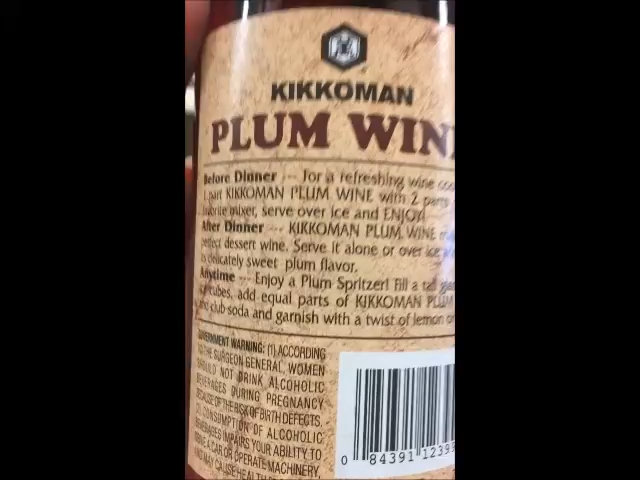 KIKKOMAN
PLUM WINE
Before Dinner --- For a refreshing wine
1 part KIKKOMAN PLUM WINE with 2 parts
favorite mixer, serve over ice and ENJOY!
After Dinner --- KIKKOMAN PLUM WINE
perfect dessert wine. Serve it alone or over ice
is delicately sweet plum flavor.
Anytime --- Enjoy a Plum Spritzer! Fill a tall
cubes, add equal parts of KIKKOMAN PLUM
and club soda and garnish with a twist of lemon
GOVERNMENT WARNING: (1) ACCORDING
TO THE SURGEON GENERAL, WOMEN
SHOULD NOT DRINK ALCOHOLIC
BEVERAGES DURING PREGNANCY
BECAUSE OF THE RISK OF BIRTH DEFECTS.
(2) CONSUMPTION OF ALCOHOLIC
BEVERAGES IMPAIRS YOUR ABILITY TO
DRIVE A CAR OR OPERATE MACHINERY,
AND MAY CAUSE HEALTH
0 84391 1239